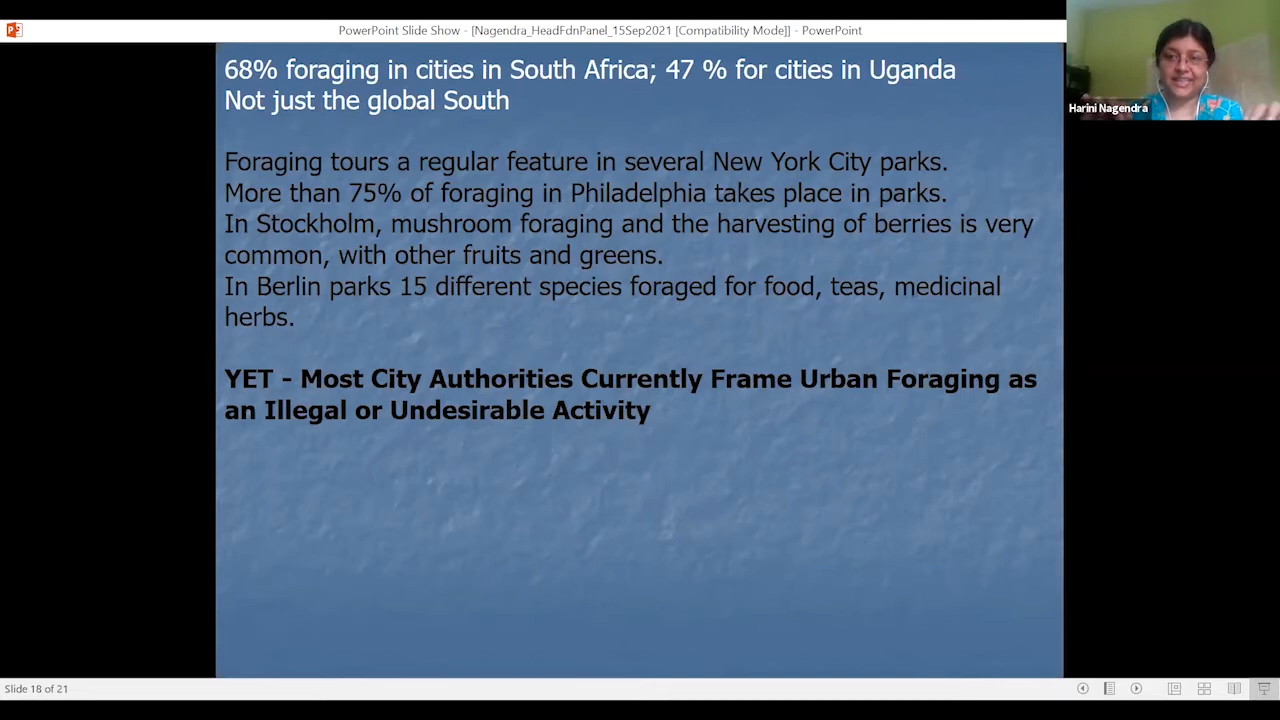 PowerPoint Slide Show - [Nagendra_HeadFdnPanel_15Sep2021 [Compatibility Mode]] - PowerPoint
68% foraging in cities in South Africa; 47 % for cities in Uganda
Not just the global South
Harini Nagendra
Foraging tours a regular feature in several New York City parks.
More than 75% of foraging in Philadelphia takes place in parks.
In Stockholm, mushroom foraging and the harvesting of berries is very
common, with other fruits and greens.
In Berlin parks 15 different species foraged for food, teas, medicinal
herbs.
YET - Most City Authorities Currently Frame Urban Foraging as
an Illegal or Undesirable Activity
Slide 18 of 21